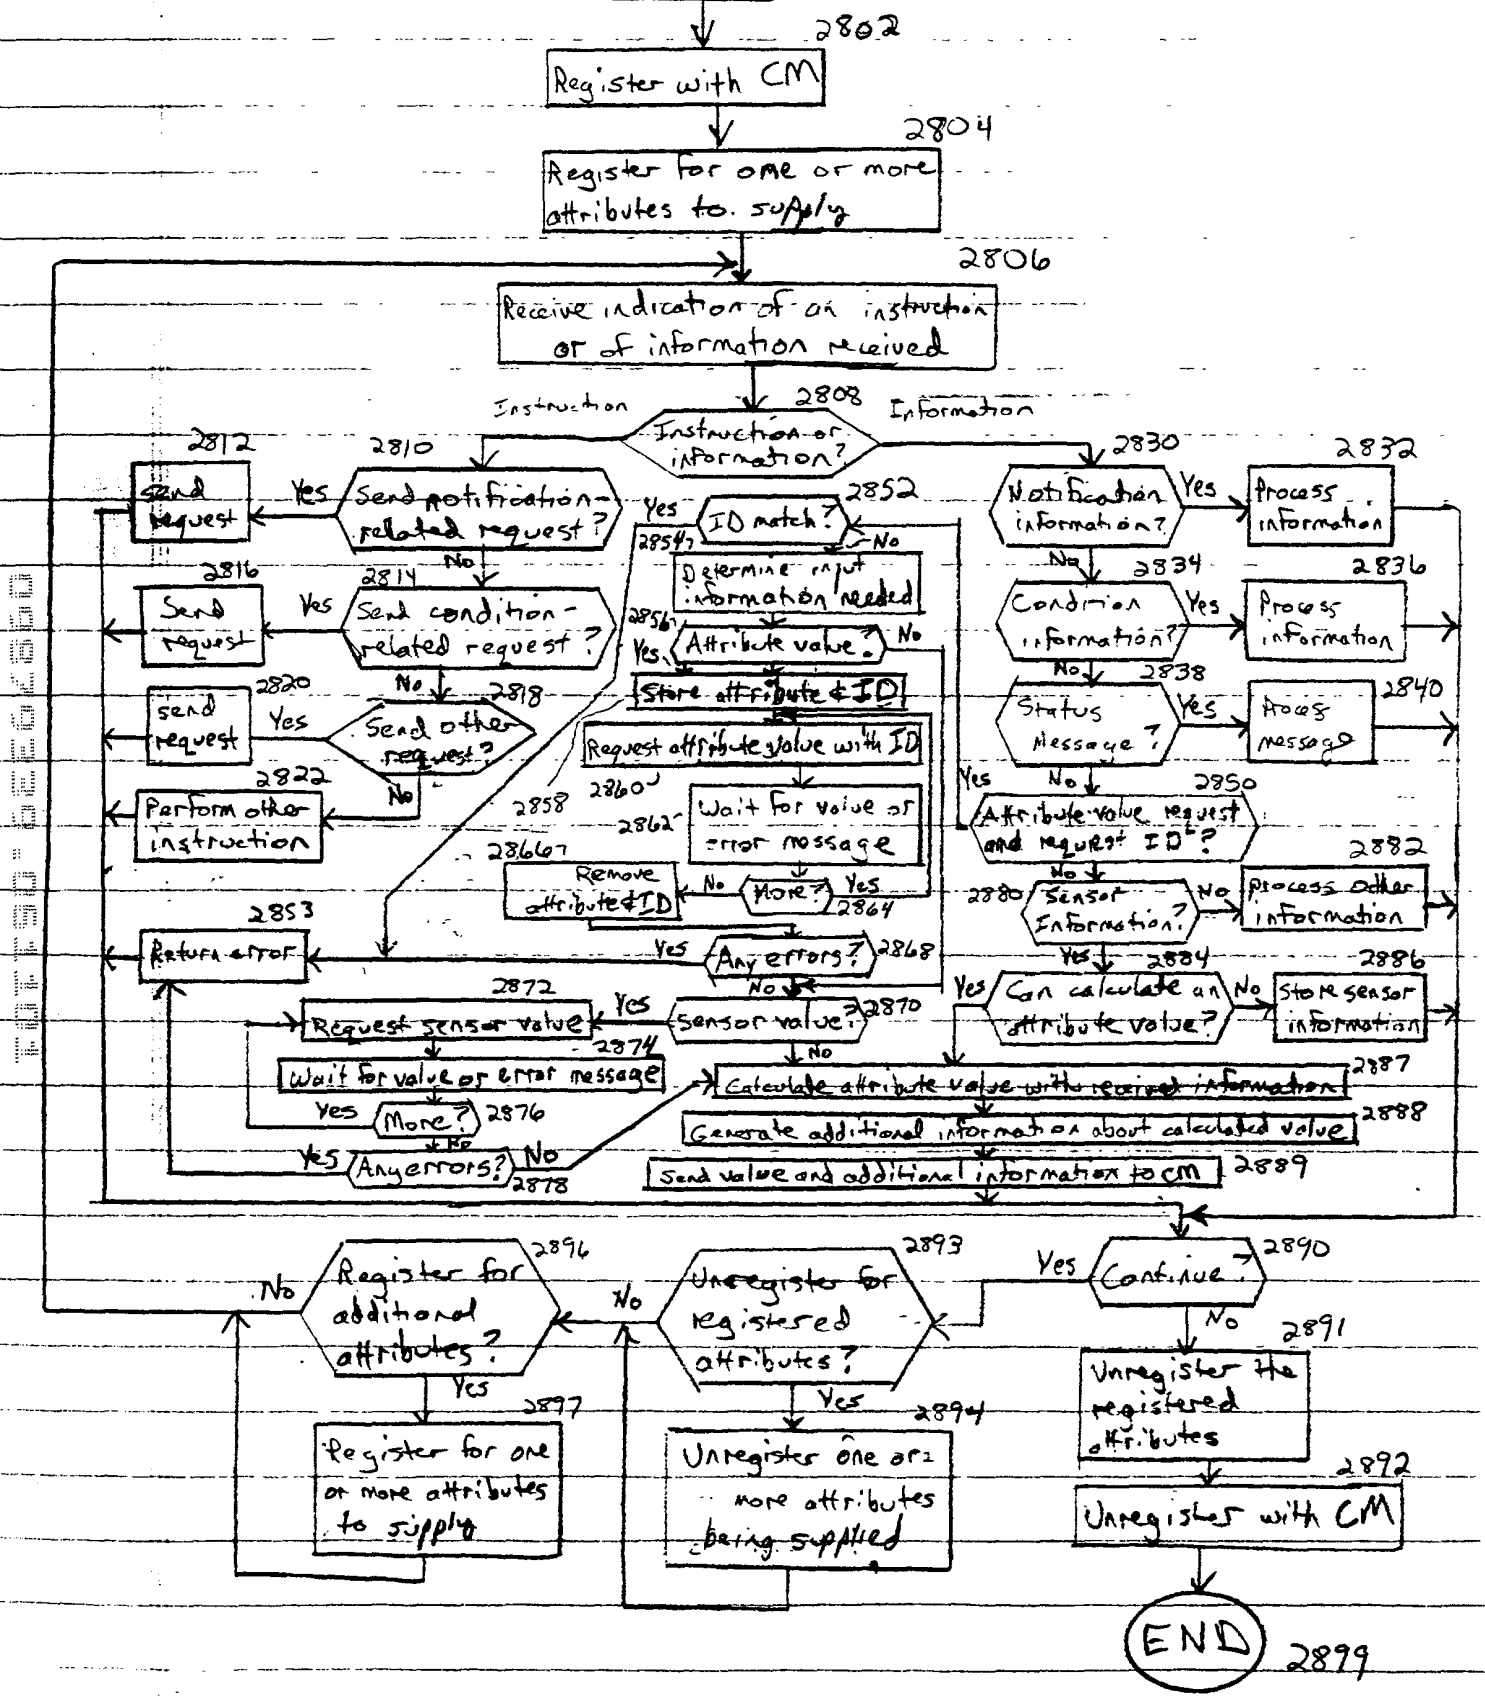 2802
Register with CM
2804
Register for one or more
attributes to supply
2806
Receive indication of an instruction
or of information received
2808
Instruction
Information
Instruction or
information?
2812
2810
2830
2832
Send
request
Yes
Send notification-
related request?
No
Yes
2852
ID match?
No
Notification
information?
Yes
Process
information
No
2816
2814
2854
Determine input
information needed
2834
2836
Send
request
Yes
Send condition-
related request?
No
2856
Yes
Attribute value?
No
Condition
information?
Yes
Process
information
No
2820
2818
Store attribute & ID
2838
2840
send
request
Yes
Send other
request?
No
Request attribute value with ID
Status
Message?
Yes
Process
message
No
2822
2858
2860
Yes
2850
Perform other
instruction
2862
Wait for value or
error message
Attribute value request
and request ID?
No
2866
Remove
attribute & ID
No
More?
Yes
2864
2880
Sensor
Information?
No
2882
Process other
information
Yes
2853
Return error
Yes
Any errors?
2868
No
2884
2886
2872
Request sensor value
Yes
Sensor value?
2870
No
Yes
Can calculate an
attribute value?
No
Store sensor
information
2874
Wait for value or error message
2887
Calculate attribute value with received information
Yes
More?
2876
No
2888
Generate additional information about calculated value
Yes
Any errors?
No
2878
Send value and additional information to CM
2889
2896
2893
2890
No
Register for
additional
attributes?
No
Unregister for
registered
attributes?
Yes
Continue?
No
2891
Yes
Yes
Unregister the
registered
attributes
2897
2894
Register for one
or more attributes
to supply
Unregister one or
more attributes
being supplied
2892
Unregister with CM
END
2899